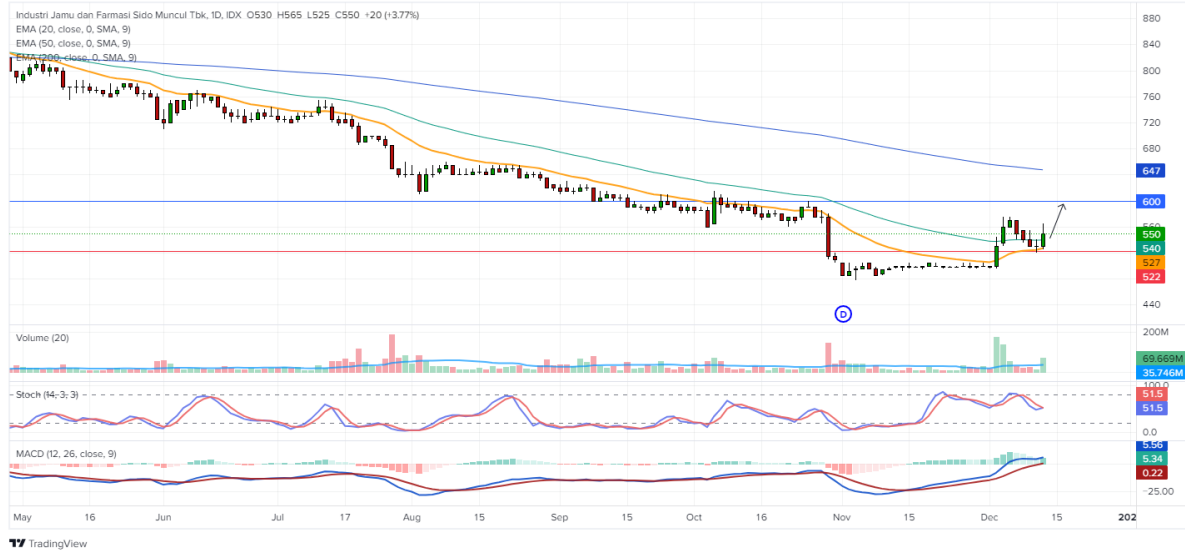 Industri Jamu dan Farmasi Sido Muncul Tbk, 1D, IDX O530 H565 L525 C550 +20 (+3.77%)
EMA (20, close, 0, SMA, 9)
EMA (50, close, 0, SMA, 9)
EMA (200, close, 0, SMA, 9)
880
840
800
760
720
680
647
600
560
550
540
527
522
440
D
Volume (20)
200M
69.669M
35.746M
Stoch (14, 3, 3)
100.0
51.5
51.5
0.0
MACD (12, 26, close, 9)
5.56
5.34
0.22
−25.00
May 16 Jun Jul 17 Aug 15 Sep 15 Oct 16 Nov 15 Dec 15 202
TradingView